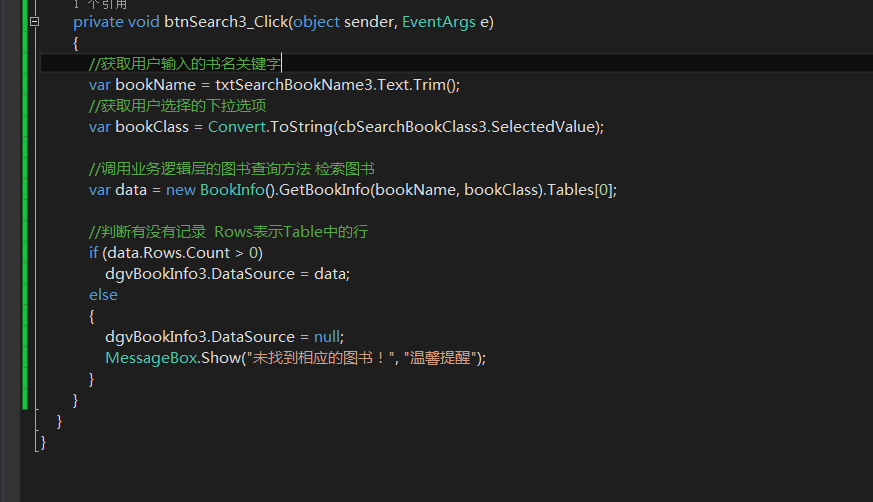 1 个引用
private void btnSearch3_Click(object sender, EventArgs e)
{
//获取用户输入的书名关键字
var bookName = txtSearchBookName3.Text.Trim();
//获取用户选择的下拉选项
var bookClass = Convert.ToString(cbSearchBookClass3.SelectedValue);
//调用业务逻辑层的图书查询方法 检索图书
var data = new BookInfo().GetBookInfo(bookName, bookClass).Tables[0];
//判断有没有记录  Rows表示Table中的行
if (data.Rows.Count > 0)
dgvBookInfo3.DataSource = data;
else
{
dgvBookInfo3.DataSource = null;
MessageBox.Show("未找到相应的图书！", "温馨提醒");
}
}
}
}